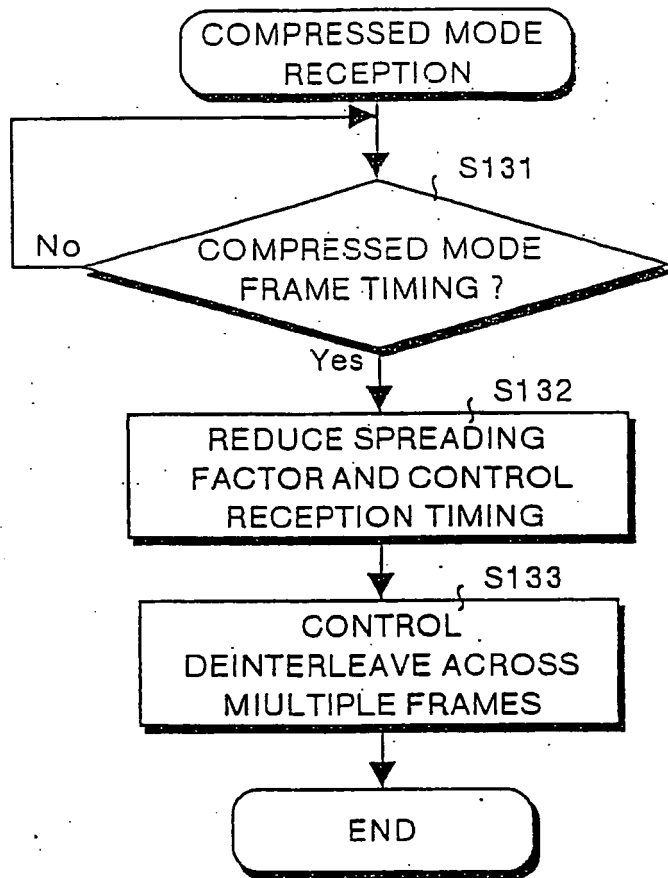 COMPRESSED MODE
RECEPTION
S131
No
COMPRESSED MODE
FRAME TIMING ?
Yes
S132
REDUCE SPREADING
FACTOR AND CONTROL
RECEPTION TIMING
S133
CONTROL
DEINTERLEAVE ACROSS
MIULTIPLE FRAMES
END